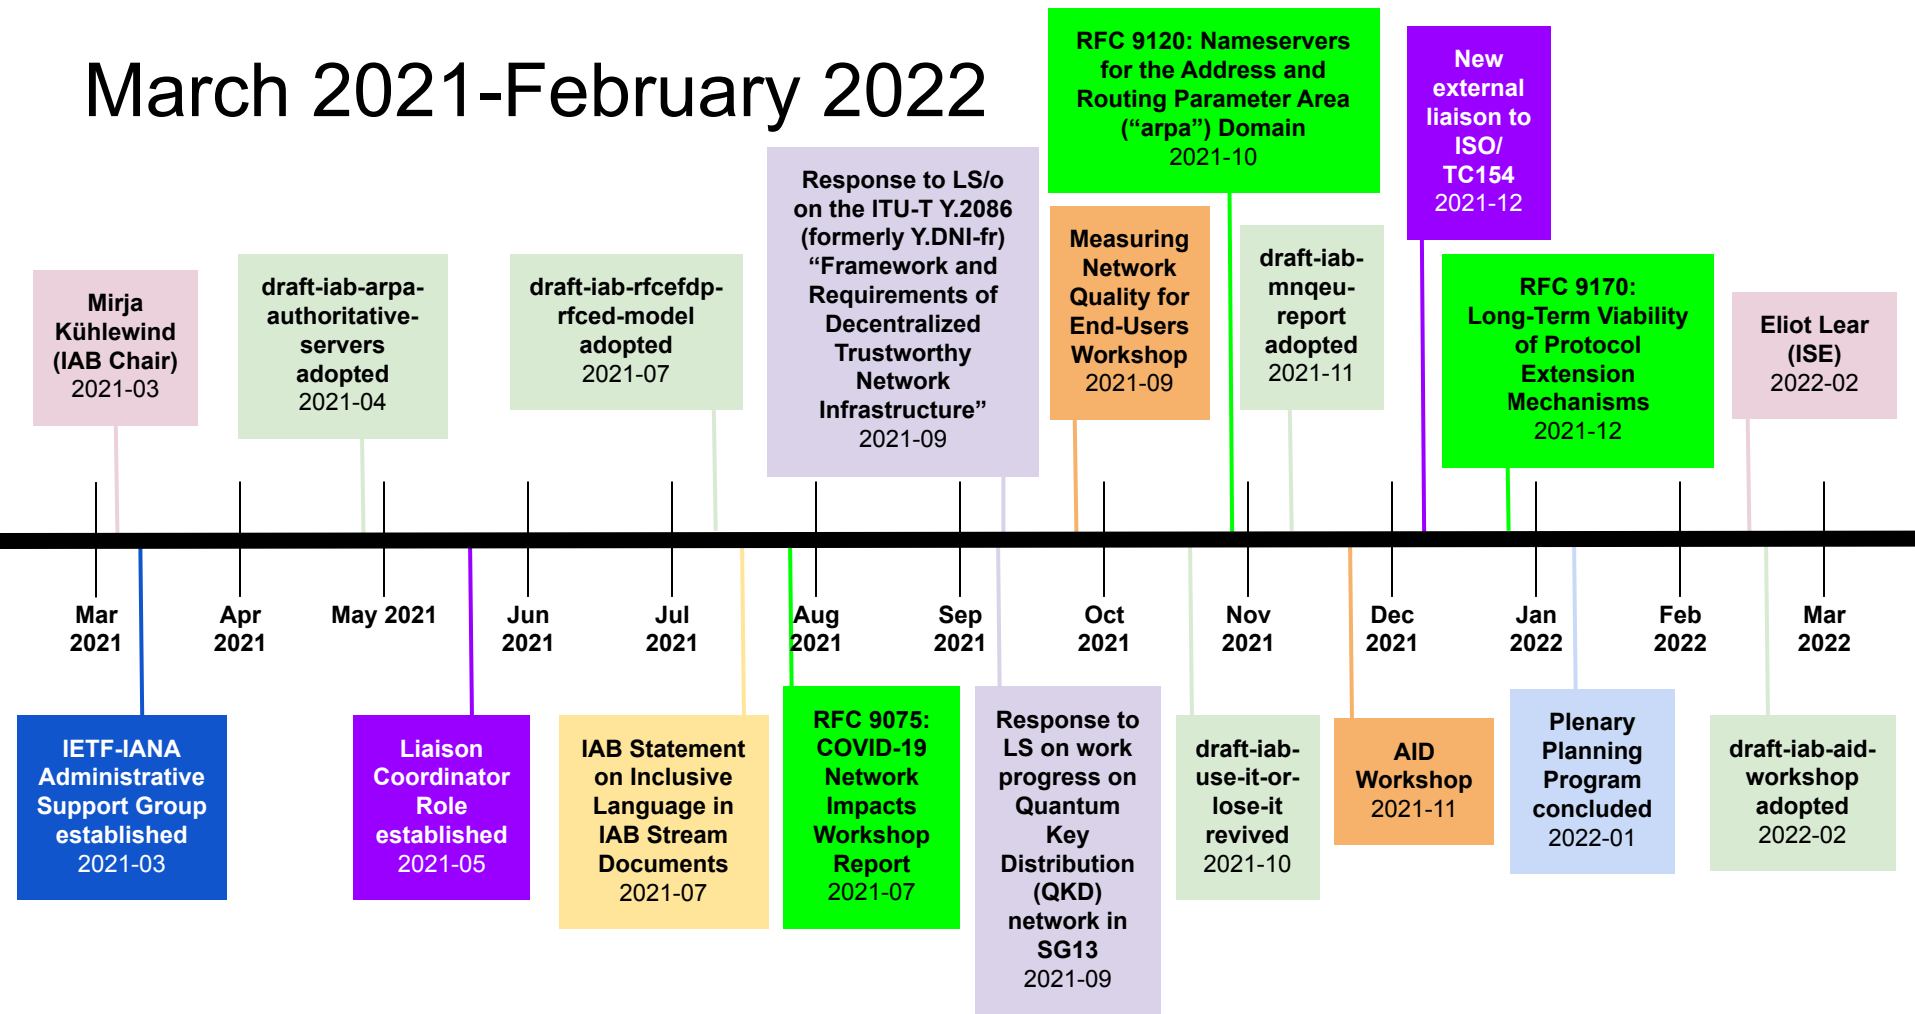 March 2021-February 2022
Mirja
Kühlewind
(IAB Chair)
2021-03
draft-iab-arpa-
authoritative-
servers
adopted
2021-04
draft-iab-rfcefdp-
rfced-model
adopted
2021-07
Response to LS/o
on the ITU-T Y.2086
(formerly Y.DNI-fr)
“Framework and
Requirements of
Decentralized
Trustworthy
Network
Infrastructure”
2021-09
RFC 9120: Nameservers
for the Address and
Routing Parameter Area
(“arpa”) Domain
2021-10
Measuring
Network
Quality for
End-Users
Workshop
2021-09
draft-iab-
mnqeu-
report
adopted
2021-11
New
external
liaison to
ISO/
TC154
2021-12
RFC 9170:
Long-Term Viability
of Protocol
Extension
Mechanisms
2021-12
Eliot Lear
(ISE)
2022-02
Mar
2021
Apr
2021
May 2021
Jun
2021
Jul
2021
Aug
2021
Sep
2021
Oct
2021
Nov
2021
Dec
2021
Jan
2022
Feb
2022
Mar
2022
IETF-IANA
Administrative
Support Group
established
2021-03
Liaison
Coordinator
Role
established
2021-05
IAB Statement
on Inclusive
Language in
IAB Stream
Documents
2021-07
RFC 9075:
COVID-19
Network
Impacts
Workshop
Report
2021-07
Response to
LS on work
progress on
Quantum
Key
Distribution
(QKD)
network in
SG13
2021-09
draft-iab-
use-it-or-
lose-it
revived
2021-10
AID
Workshop
2021-11
Plenary
Planning
Program
concluded
2022-01
draft-iab-aid-
workshop
adopted
2022-02